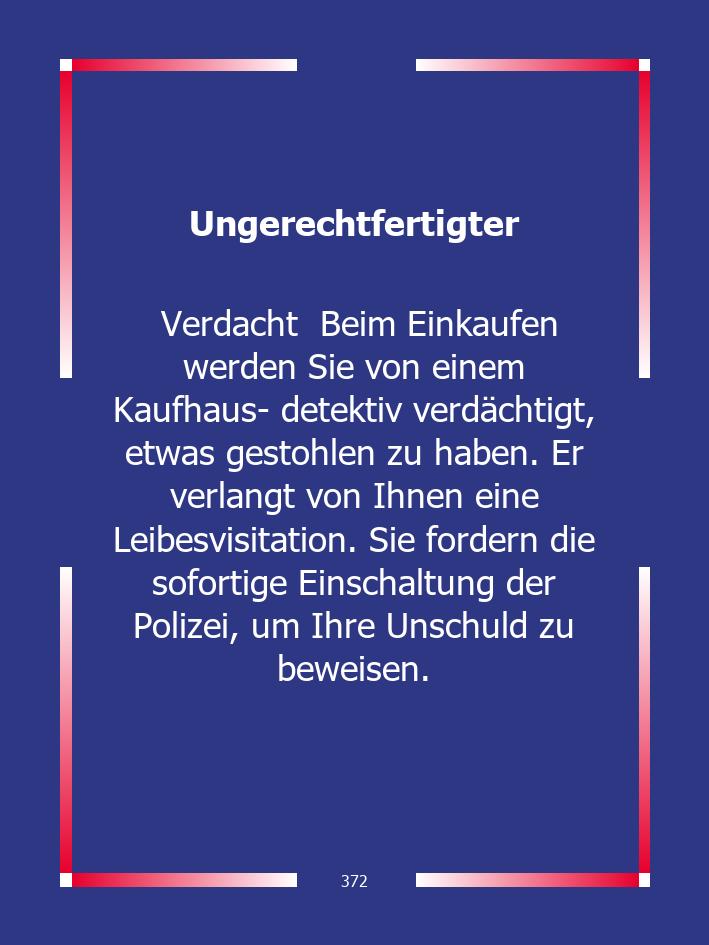 Ungerechtfertigter
Verdacht  Beim Einkaufen
werden Sie von einem
Kaufhaus- detektiv verdächtigt,
etwas gestohlen zu haben. Er
verlangt von Ihnen eine
Leibesvisitation. Sie fordern die
sofortige Einschaltung der
Polizei, um Ihre Unschuld zu
beweisen.
372